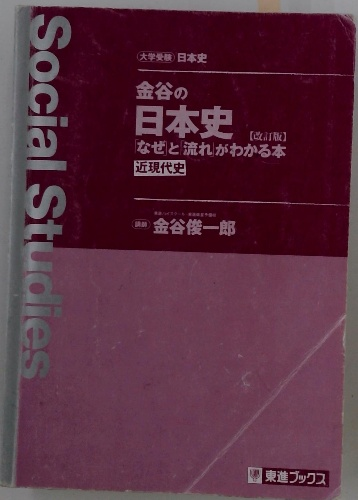 Social Studies
大学受験 日本史
金谷の
日本史【改訂版】
「なぜ」と「流れ」がわかる本
近現代史
講師 金谷俊一郎
東進ブックス